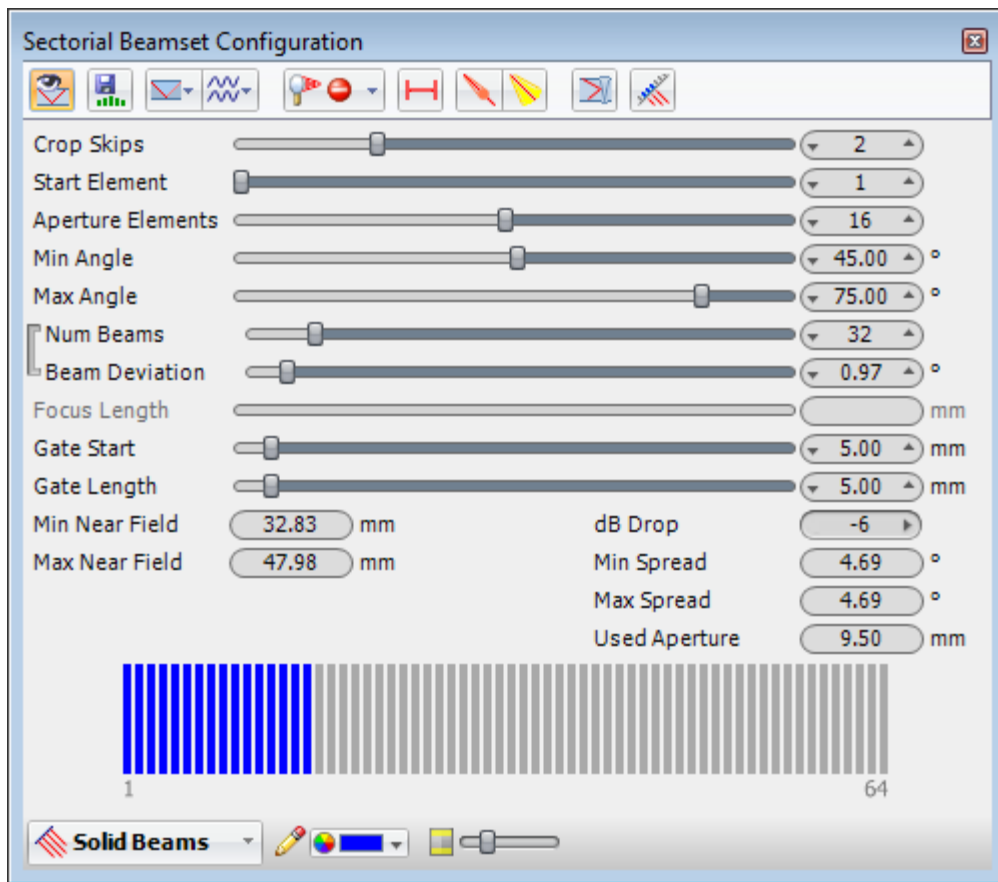 Sectorial Beamset Configuration
Crop Skips 2
Start Element 1
Aperture Elements 16
Min Angle 45.00 °
Max Angle 75.00 °
Num Beams 32
Beam Deviation 0.97 °
Focus Length mm
Gate Start 5.00 mm
Gate Length 5.00 mm
Min Near Field 32.83 mm dB Drop -6
Max Near Field 47.98 mm Min Spread 4.69 °
Max Spread 4.69 °
Used Aperture 9.50 mm
1 64
Solid Beams